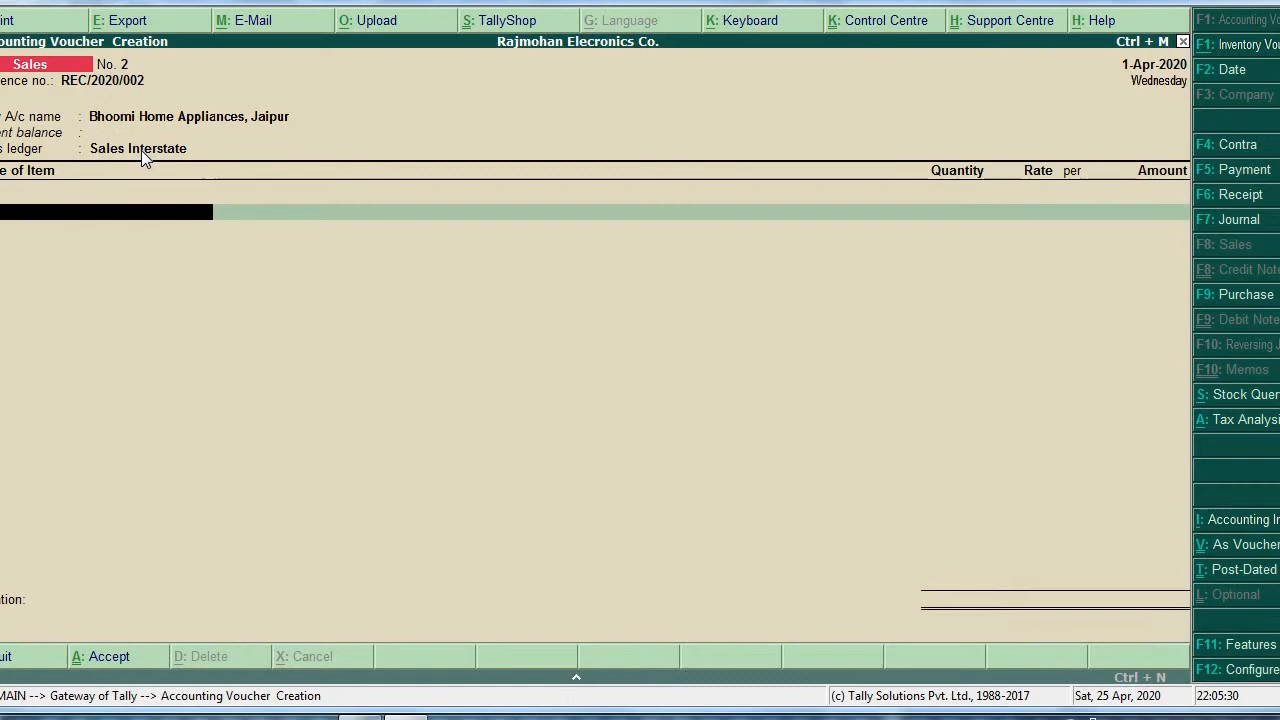 int E: Export M: E-Mail O: Upload S: TallyShop G: Language K: Keyboard K: Control Centre H: Support Centre H: Help
ounting Voucher Creation Rajmohan Elecronics Co. Ctrl + M
Sales No. 2 1-Apr-2020
ence no.: REC/2020/002 Wednesday
A/c name : Bhoomi Home Appliances, Jaipur
ent balance :
s ledger : Sales Interstate
e of Item Quantity Rate per Amount
ation:
uit A: Accept D: Delete X: Cancel
Ctrl + N
MAIN --> Gateway of Tally --> Accounting Voucher Creation (c) Tally Solutions Pvt. Ltd., 1988-2017 Sat, 25 Apr, 2020 22:05:30
F1: Accounting Vo
F1: Inventory Vou
F2: Date
F3: Company
F4: Contra
F5: Payment
F6: Receipt
F7: Journal
F8: Sales
F8: Credit Note
F9: Purchase
F9: Debit Note
F10: Reversing J
F10: Memos
S: Stock Quer
A: Tax Analysi
I: Accounting In
V: As Voucher
T: Post-Dated
L: Optional
F11: Features
F12: Configure